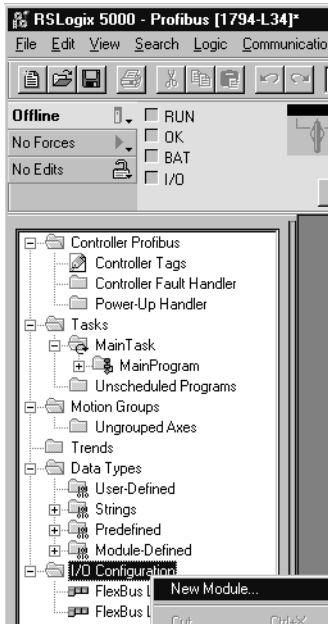 RSLogix 5000 - Profibus [1794-L34]*
File Edit View Search Logic Communicatio
Offline
RUN
No Forces
OK
No Edits
BAT
I/O
Controller Profibus
Controller Tags
Controller Fault Handler
Power-Up Handler
Tasks
MainTask
MainProgram
Unscheduled Programs
Motion Groups
Ungrouped Axes
Trends
Data Types
User-Defined
Strings
Predefined
Module-Defined
I/O Configuration
New Module...
FlexBus L
FlexBus L
Cut Ctrl+X